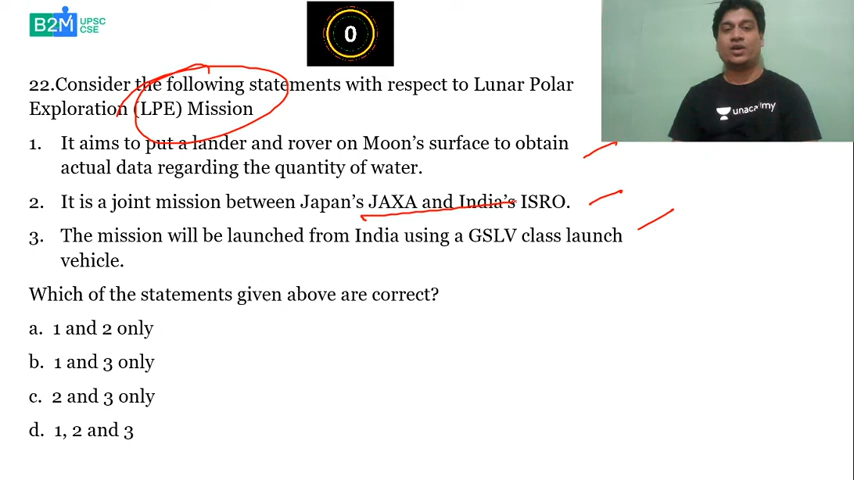 B2M UPSC
CSE
0
22.Consider the following statements with respect to Lunar Polar
Exploration (LPE) Mission
1. It aims to put a lander and rover on Moon's surface to obtain
actual data regarding the quantity of water.
2. It is a joint mission between Japan's JAXA and India's ISRO.
3. The mission will be launched from India using a GSLV class launch
vehicle.
Which of the statements given above are correct?
a. 1 and 2 only
b. 1 and 3 only
c. 2 and 3 only
d. 1, 2 and 3
unacademy